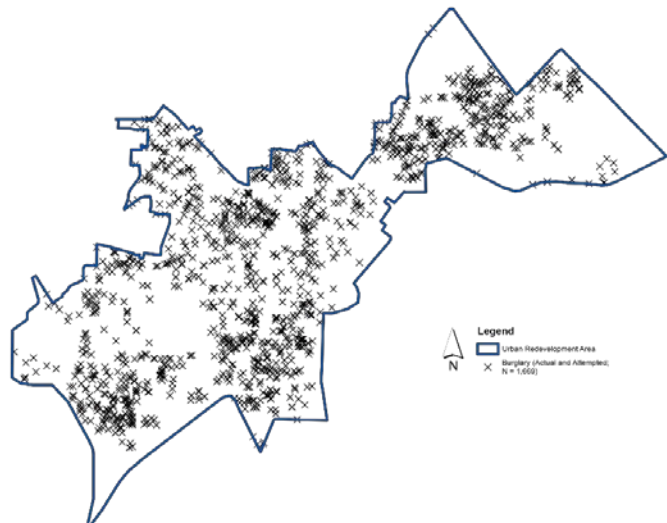 Legend
Urban Redevelopment Area
Burglary (Actual and Attempted;
N = 1,669)
N